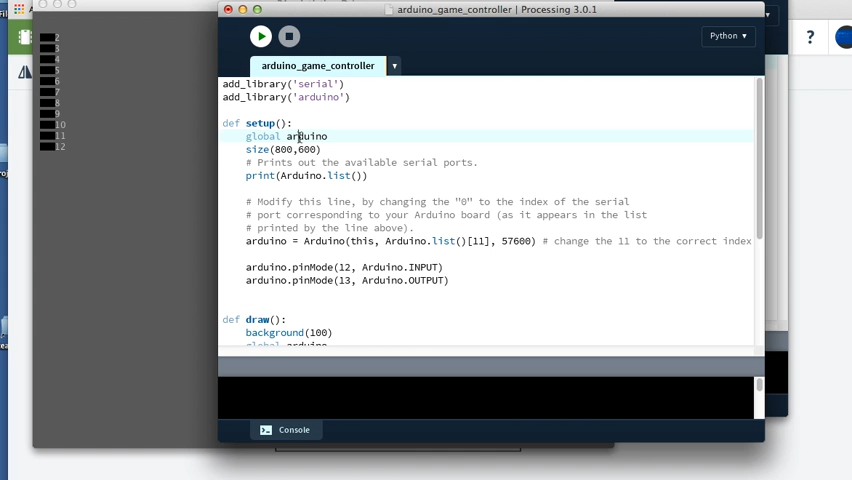 arduino_game_controller | Processing 3.0.1
Python ▾
?
arduino_game_controller
add_library('serial')
add_library('arduino')
def setup():
global arduino
size(800,600)
# Prints out the available serial ports.
print(Arduino.list())
# Modify this line, by changing the "0" to the index of the serial
# port corresponding to your Arduino board (as it appears in the list
# printed by the line above).
arduino = Arduino(this, Arduino.list()[11], 57600) # change the 11 to the correct index
arduino.pinMode(12, Arduino.INPUT)
arduino.pinMode(13, Arduino.OUTPUT)
def draw():
background(100)
global arduino
Console
2
3
4
5
6
7
8
9
10
11
12